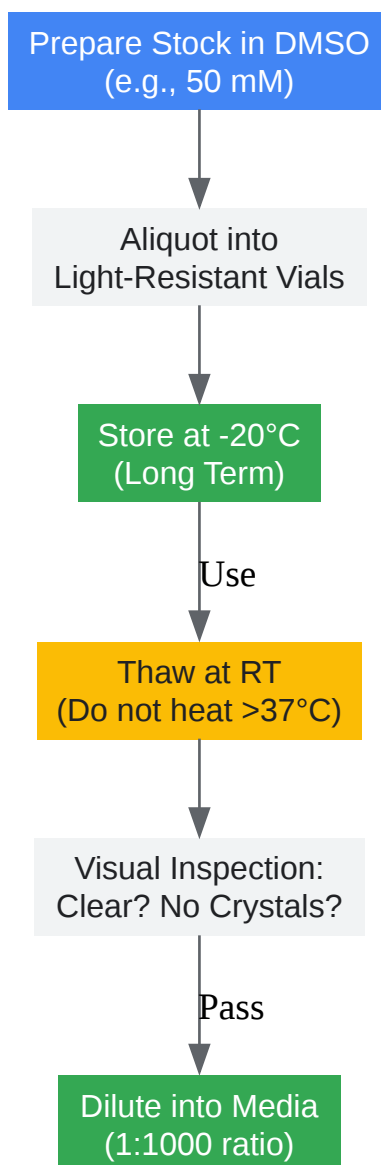 Prepare Stock in DMSO
(e.g., 50 mM)
Aliquot into
Light-Resistant Vials
Store at -20°C
(Long Term)
Use
Thaw at RT
(Do not heat >37°C)
Visual Inspection:
Clear? No Crystals?
Pass
Dilute into Media
(1:1000 ratio)